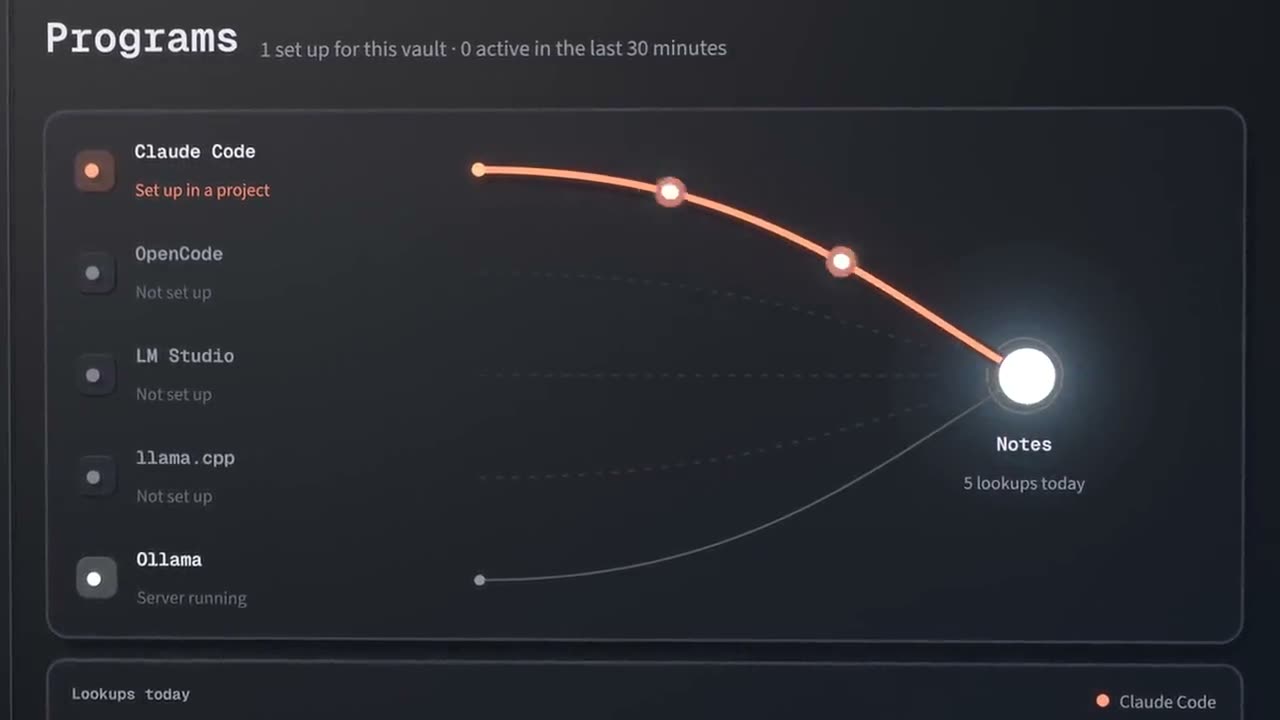 Programs
1 set up for this vault · 0 active in the last 30 minutes
Claude Code
Set up in a project
OpenCode
Not set up
LM Studio
Not set up
llama.cpp
Not set up
Ollama
Server running
Notes
5 lookups today
Lookups today
Claude Code